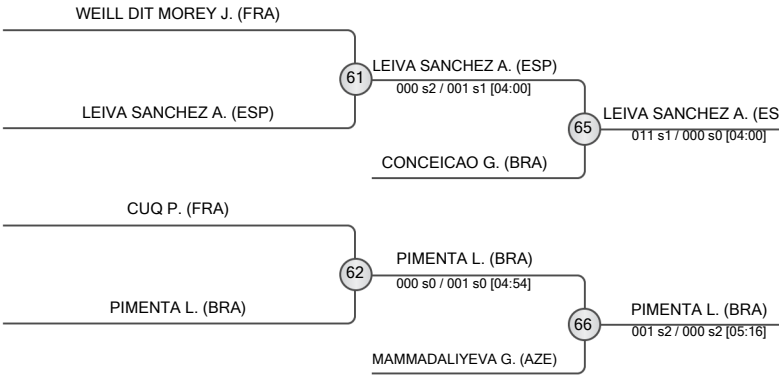 WEILL DIT MOREY J. (FRA)
61
LEIVA SANCHEZ A. (ESP)
000 s2 / 001 s1 [04:00]
LEIVA SANCHEZ A. (ESP)
65
LEIVA SANCHEZ A. (ES
011 s1 / 000 s0 [04:00]
CONCEICAO G. (BRA)
CUQ P. (FRA)
62
PIMENTA L. (BRA)
000 s0 / 001 s0 [04:54]
PIMENTA L. (BRA)
66
PIMENTA L. (BRA)
001 s2 / 000 s2 [05:16]
MAMMADALIYEVA G. (AZE)